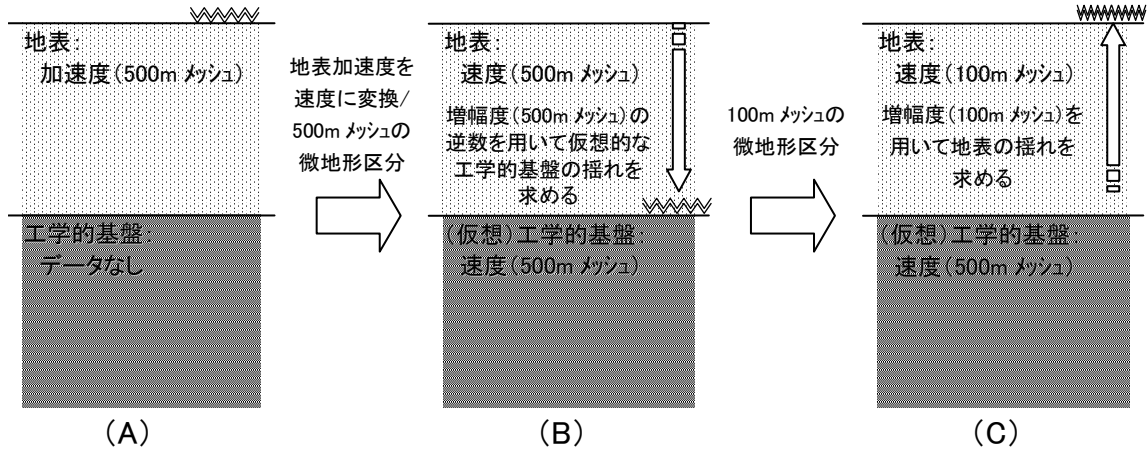 地表:
加速度(500m メッシュ)
工学的基盤:
データなし
(A)
地表加速度を
速度に変換/
500m メッシュの
微地形区分
地表:
速度(500m メッシュ)
増幅度(500m メッシュ)の
逆数を用いて仮想的な
工学的基盤の揺れを
求める
(仮想)工学的基盤:
速度(500m メッシュ)
(B)
100m メッシュの
微地形区分
地表:
速度(100m メッシュ)
増幅度(100m メッシュ)を
用いて地表の揺れを
求める
(仮想)工学的基盤:
速度(500m メッシュ)
(C)